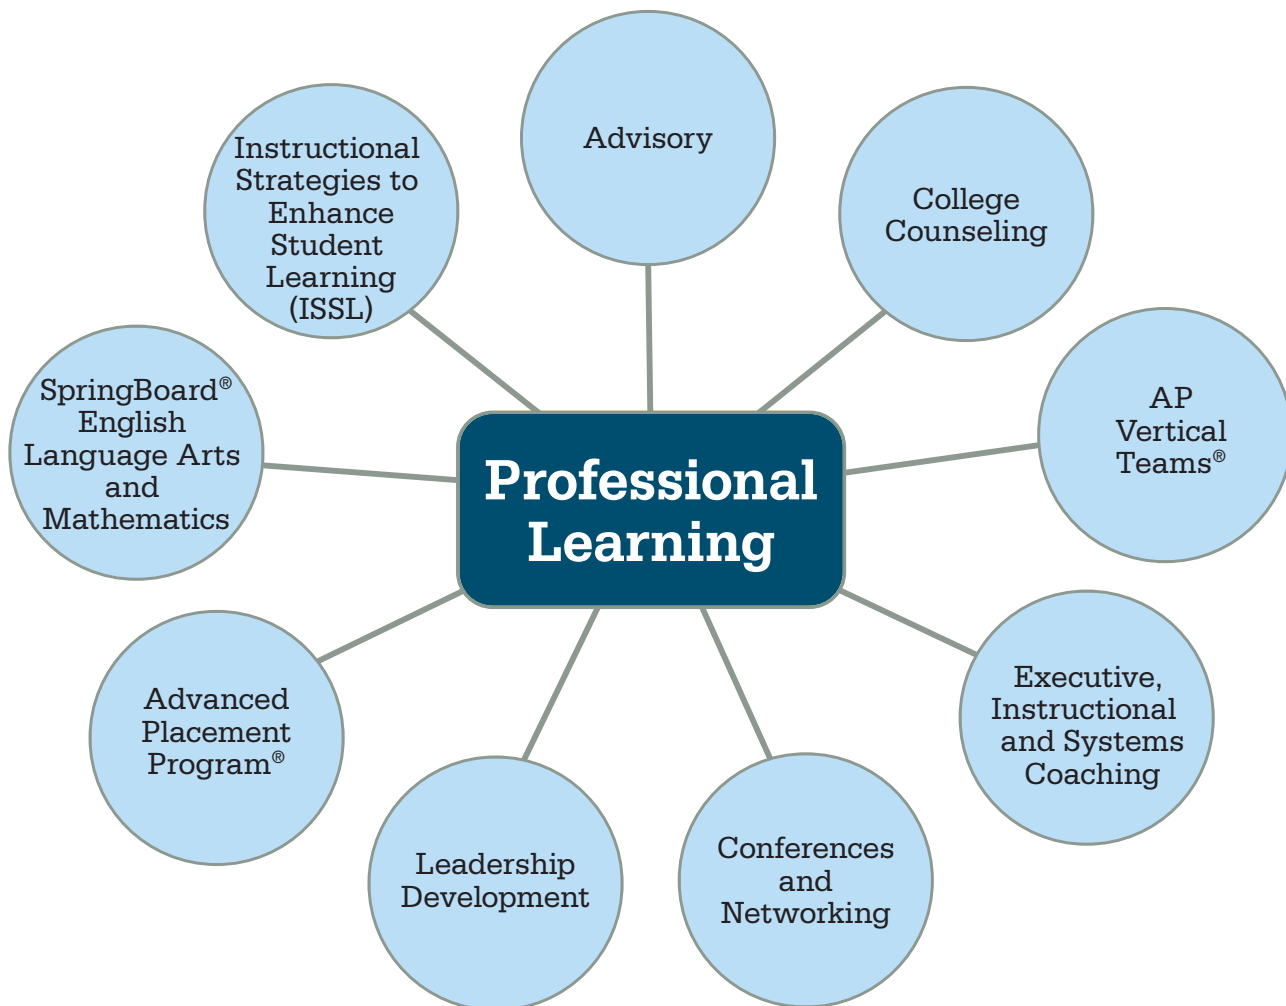 Advisory
Instructional
Strategies to
Enhance
Student
Learning
(ISSL)
College
Counseling
SpringBoard®
English
Language Arts
and
Mathematics
AP
Vertical
Teams®
Professional
Learning
Advanced
Placement
Program®
Executive,
Instructional
and Systems
Coaching
Leadership
Development
Conferences
and
Networking